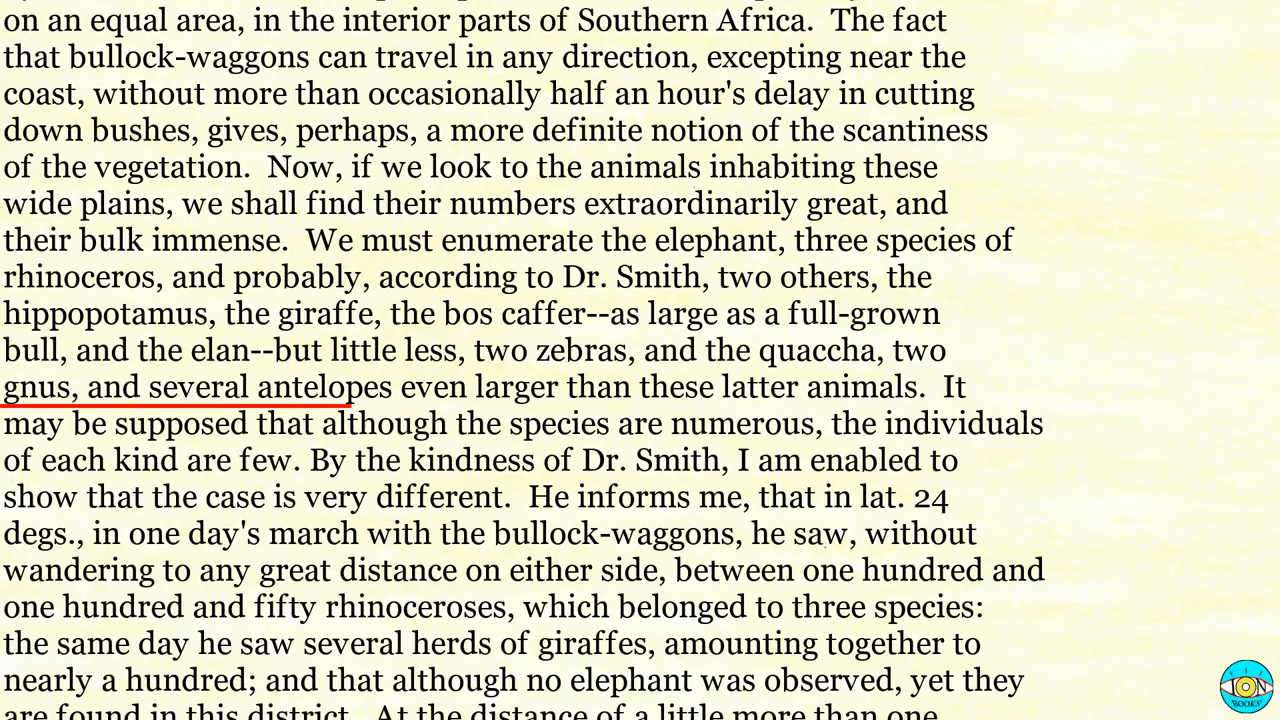 on an equal area, in the interior parts of Southern Africa.  The fact
that bullock-waggons can travel in any direction, excepting near the
coast, without more than occasionally half an hour's delay in cutting
down bushes, gives, perhaps, a more definite notion of the scantiness
of the vegetation.  Now, if we look to the animals inhabiting these
wide plains, we shall find their numbers extraordinarily great, and
their bulk immense.  We must enumerate the elephant, three species of
rhinoceros, and probably, according to Dr. Smith, two others, the
hippopotamus, the giraffe, the bos caffer--as large as a full-grown
bull, and the elan--but little less, two zebras, and the quaccha, two
gnus, and several antelopes even larger than these latter animals.  It
may be supposed that although the species are numerous, the individuals
of each kind are few. By the kindness of Dr. Smith, I am enabled to
show that the case is very different.  He informs me, that in lat. 24
degs., in one day's march with the bullock-waggons, he saw, without
wandering to any great distance on either side, between one hundred and
one hundred and fifty rhinoceroses, which belonged to three species:
the same day he saw several herds of giraffes, amounting together to
nearly a hundred; and that although no elephant was observed, yet they
are found in this district.  At the distance of a little more than one
ION
BOOKS